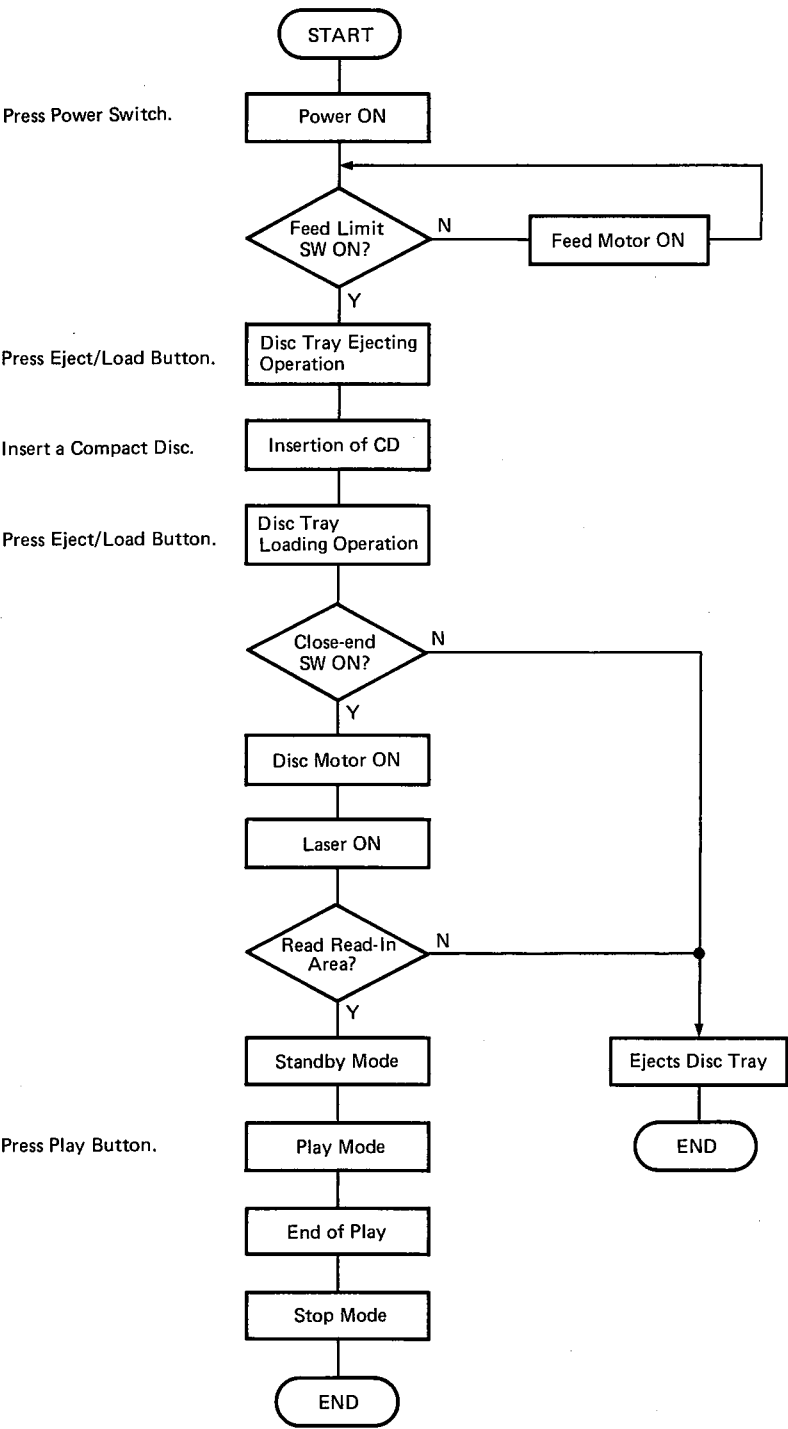 START
Press Power Switch.
Power ON
Feed Limit
SW ON?
N
Feed Motor ON
Y
Press Eject/Load Button.
Disc Tray Ejecting
Operation
Insert a Compact Disc.
Insertion of CD
Press Eject/Load Button.
Disc Tray
Loading Operation
Close-end
SW ON?
N
Y
Disc Motor ON
Laser ON
Read Read-In
Area?
N
Y
Standby Mode
Ejects Disc Tray
Press Play Button.
Play Mode
END
End of Play
Stop Mode
END